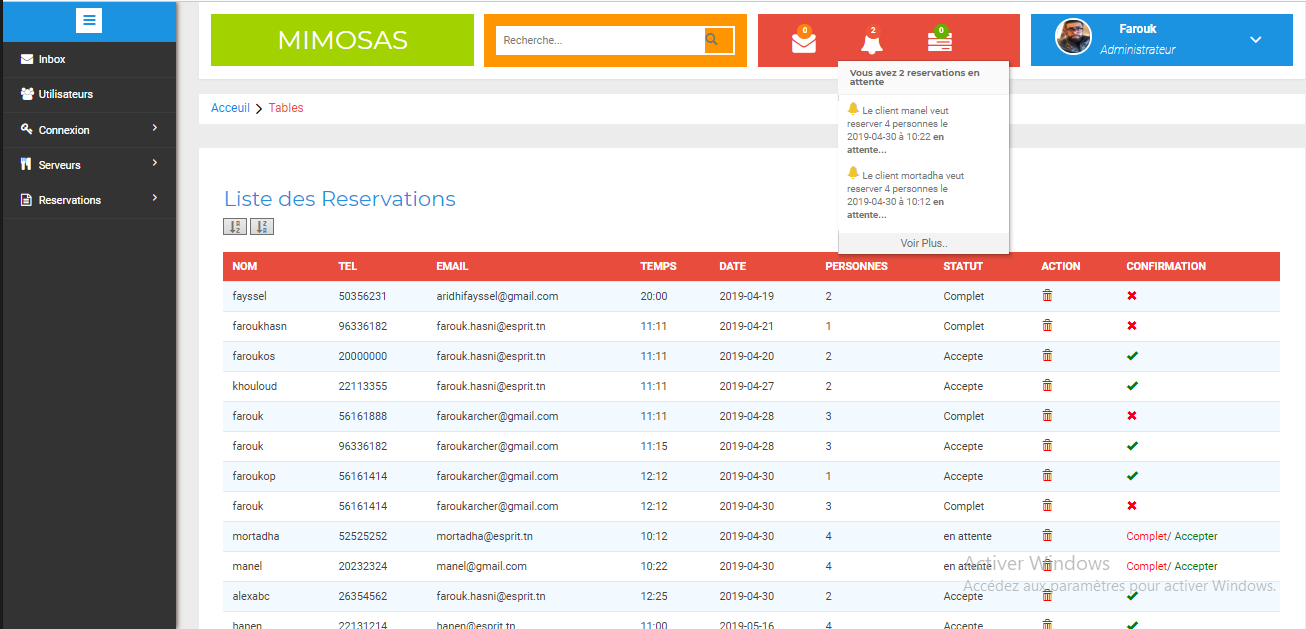 MIMOSAS
Recherche...
0
2
0
Farouk
Administrateur
Inbox
Utilisateurs
Connexion
Serveurs
Reservations
Vous avez 2 reservations en
attente
Le client manel veut
reserver 4 personnes le
2019-04-30 à 10:22 en
attente...
Le client mortadha veut
reserver 4 personnes le
2019-04-30 à 10:12 en
attente...
Voir Plus..
Acceuil Tables
Liste des Reservations
NOM TEL EMAIL TEMPS DATE PERSONNES STATUT ACTION CONFIRMATION
fayssel 50356231 aridhifayssel@gmail.com 20:00 2019-04-19 2 Complet
faroukhasn 96336182 farouk.hasni@esprit.tn 11:11 2019-04-21 1 Complet
faroukos 20000000 farouk.hasni@esprit.tn 11:11 2019-04-20 2 Accepte
khouloud 22113355 farouk.hasni@esprit.tn 11:11 2019-04-27 2 Accepte
farouk 56161888 faroukarcher@gmail.com 11:11 2019-04-28 3 Complet
farouk 96336182 faroukarcher@gmail.com 11:15 2019-04-28 3 Accepte
faroukop 56161414 faroukarcher@gmail.com 12:12 2019-04-30 1 Accepte
farouk 56161414 faroukarcher@gmail.com 12:12 2019-04-30 3 Complet
mortadha 52525252 mortadha@esprit.tn 10:12 2019-04-30 4 en attente Complet/ Accepter
manel 20232324 manel@gmail.com 10:22 2019-04-30 4 en attente Complet/ Accepter
alexabc 26354562 farouk.hasni@esprit.tn 12:25 2019-04-30 2 Accepte
hanen 22131214 hanen@esprit.tn 11:00 2019-05-16 4 Accepte
Activer Windows
Accédez aux paramètres pour activer Windows.